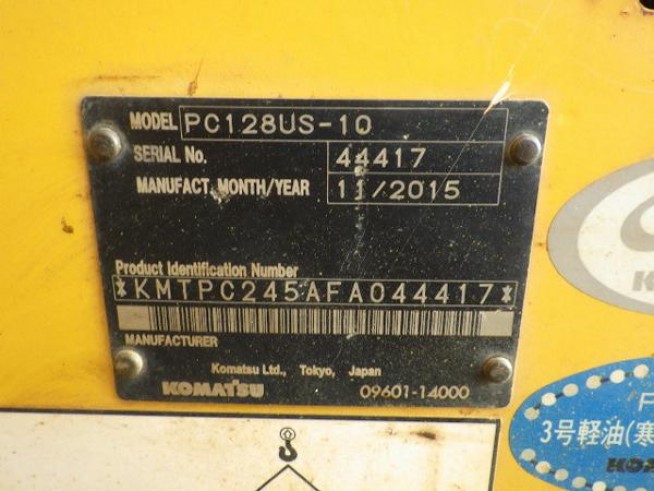 MODEL PC128US-10
SERIAL No. 44417
MANUFACT. MONTH/YEAR 11/2015
Product Identification Number
*KMTPC245AFA044417*
MANUFACTURER
Komatsu Ltd., Tokyo, Japan
KOMATSU 09601-14000
3号軽油(寒